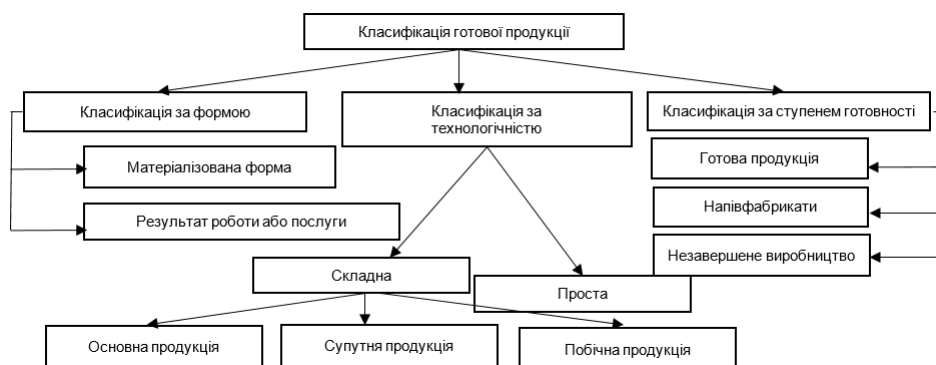 Класифікація готової продукції
Класифікація за формою
Класифікація за
технологічністю
Класифікація за ступенем готовності
Матеріалізована форма
Готова продукція
Результат роботи або послуги
Напівфабрикати
Незавершене виробництво
Складна
Проста
Основна продукція
Супутня продукція
Побічна продукція